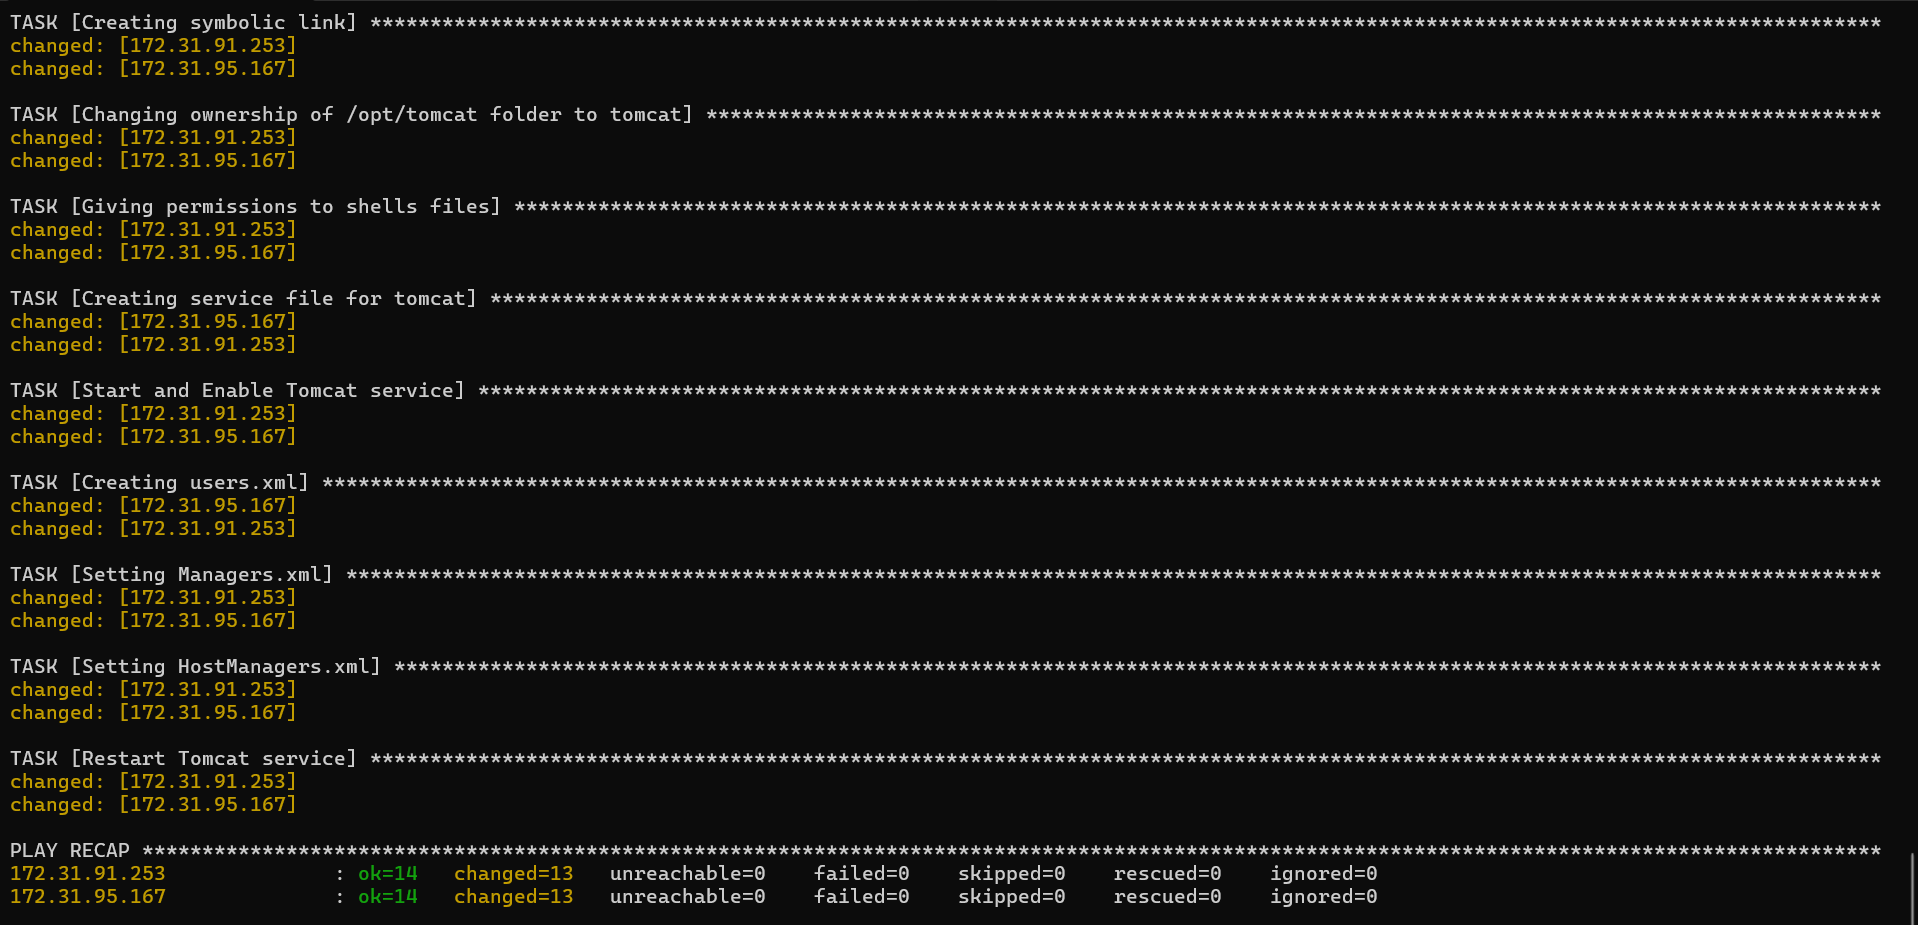 TASK [Creating symbolic link] ******************************************************************************************************************************
changed: [172.31.91.253]
changed: [172.31.95.167]
TASK [Changing ownership of /opt/tomcat folder to tomcat] **************************************************************************************************
changed: [172.31.91.253]
changed: [172.31.95.167]
TASK [Giving permissions to shells files] ******************************************************************************************************************
changed: [172.31.91.253]
changed: [172.31.95.167]
TASK [Creating service file for tomcat] ********************************************************************************************************************
changed: [172.31.95.167]
changed: [172.31.91.253]
TASK [Start and Enable Tomcat service] *********************************************************************************************************************
changed: [172.31.91.253]
changed: [172.31.95.167]
TASK [Creating users.xml] **********************************************************************************************************************************
changed: [172.31.95.167]
changed: [172.31.91.253]
TASK [Setting Managers.xml] ********************************************************************************************************************************
changed: [172.31.91.253]
changed: [172.31.95.167]
TASK [Setting HostManagers.xml] ****************************************************************************************************************************
changed: [172.31.91.253]
changed: [172.31.95.167]
TASK [Restart Tomcat service] ******************************************************************************************************************************
changed: [172.31.91.253]
changed: [172.31.95.167]
PLAY RECAP *************************************************************************************************************************************************
172.31.91.253              : ok=14   changed=13   unreachable=0    failed=0    skipped=0    rescued=0    ignored=0
172.31.95.167              : ok=14   changed=13   unreachable=0    failed=0    skipped=0    rescued=0    ignored=0